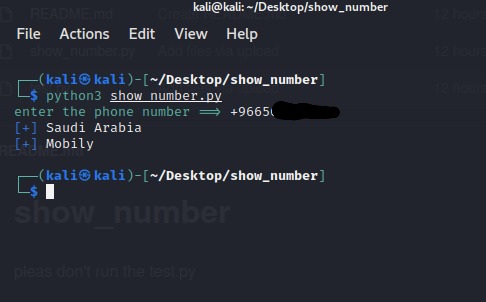 kali@kali: ~/Desktop/show_number
File Actions Edit View Help
README.md
12 hours
show_number.py Add files via upload
12 hours
┌──(kali㉿kali)-[~/Desktop/show_number]
└─$ python3 show_number.py
enter the phone number ==> +9665
[+] Saudi Arabia
[+] Mobily
README.md
┌──(kali㉿kali)-[~/Desktop/show_number]
└─$
show_number
pleas don't run the test.py